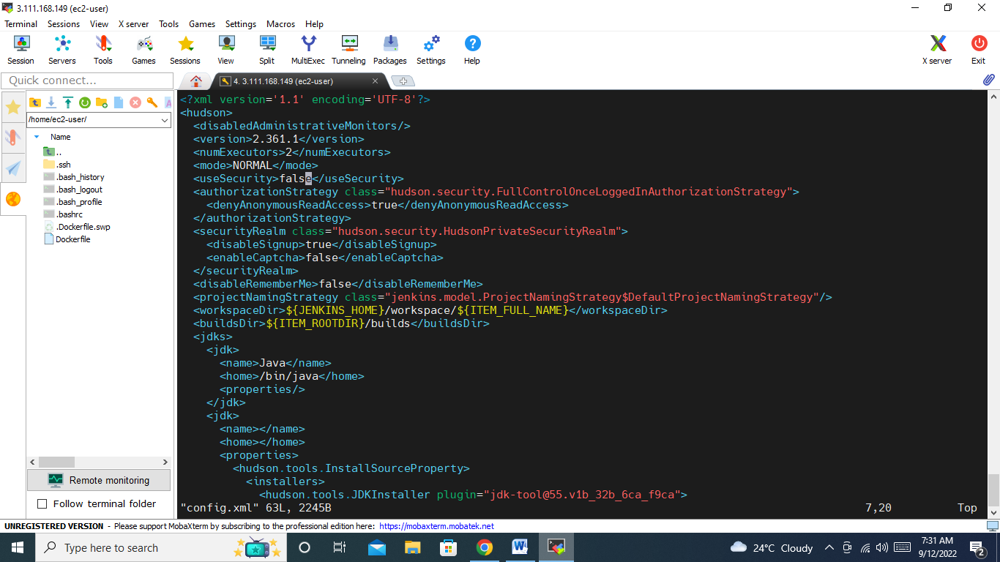 3.111.168.149 (ec2-user)
Terminal Sessions View X server Tools Games Settings Macros Help
Session Servers Tools Games Sessions View Split MultiExec Tunneling Packages Settings Help X server Exit
Quick connect...
4. 3.111.168.149 (ec2-user)
/home/ec2-user/
Name
..
.ssh
.bash_history
.bash_logout
.bash_profile
.bashrc
.Dockerfile.swp
Dockerfile
Remote monitoring
Follow terminal folder
<?xml version='1.1' encoding='UTF-8'?>
<hudson>
  <disabledAdministrativeMonitors/>
  <version>2.361.1</version>
  <numExecutors>2</numExecutors>
  <mode>NORMAL</mode>
  <useSecurity>false</useSecurity>
  <authorizationStrategy class="hudson.security.FullControlOnceLoggedInAuthorizationStrategy">
    <denyAnonymousReadAccess>true</denyAnonymousReadAccess>
  </authorizationStrategy>
  <securityRealm class="hudson.security.HudsonPrivateSecurityRealm">
    <disableSignup>true</disableSignup>
    <enableCaptcha>false</enableCaptcha>
  </securityRealm>
  <disableRememberMe>false</disableRememberMe>
  <projectNamingStrategy class="jenkins.model.ProjectNamingStrategy$DefaultProjectNamingStrategy"/>
  <workspaceDir>${JENKINS_HOME}/workspace/${ITEM_FULL_NAME}</workspaceDir>
  <buildsDir>${ITEM_ROOTDIR}/builds</buildsDir>
  <jdks>
    <jdk>
      <name>Java</name>
      <home>/bin/java</home>
      <properties/>
    </jdk>
    <jdk>
      <name></name>
      <home></home>
      <properties>
        <hudson.tools.InstallSourceProperty>
          <installers>
            <hudson.tools.JDKInstaller plugin="jdk-tool@55.v1b_32b_6ca_f9ca">
"config.xml" 63L, 2245B 7,20 Top
UNREGISTERED VERSION - Please support MobaXterm by subscribing to the professional edition here: https://mobaxterm.mobatek.net
Type here to search
24°C Cloudy
7:31 AM
9/12/2022
2